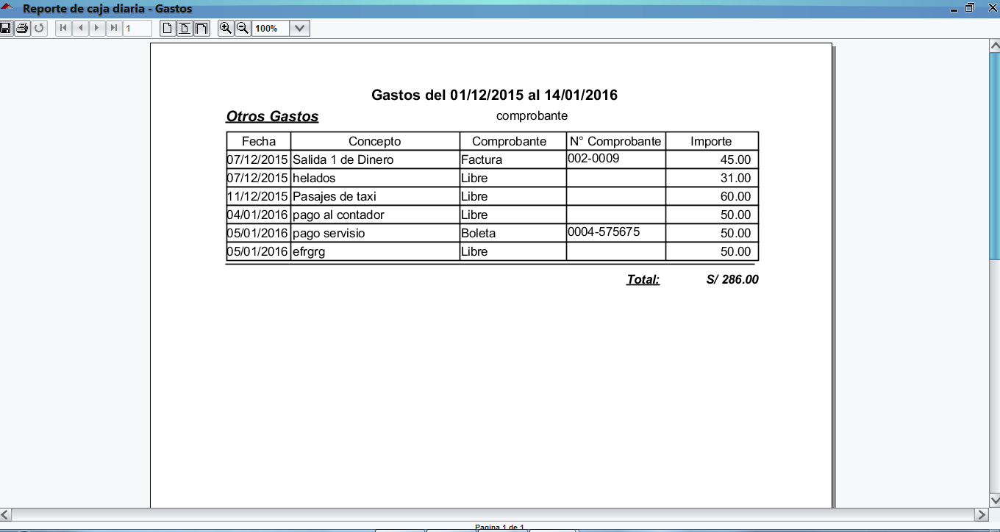 Reporte de caja diaria - Gastos
1
100%
Gastos del 01/12/2015 al 14/01/2016
Otros Gastos comprobante
Fecha Concepto Comprobante N° Comprobante Importe
07/12/2015 Salida 1 de Dinero Factura 002-0009 45.00
07/12/2015 helados Libre 31.00
11/12/2015 Pasajes de taxi Libre 60.00
04/01/2016 pago al contador Libre 50.00
05/01/2016 pago servisio Boleta 0004-575675 50.00
05/01/2016 efrgrg Libre 50.00
Total: S/ 286.00
Pagina 1 de 1